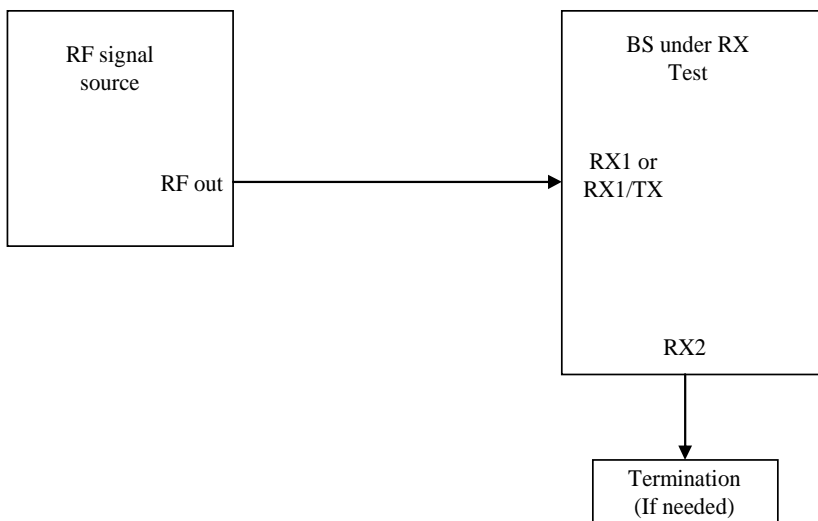 RF signal
source
RF out
BS under RX
Test
RX1 or
RX1/TX
RX2
Termination
(If needed)